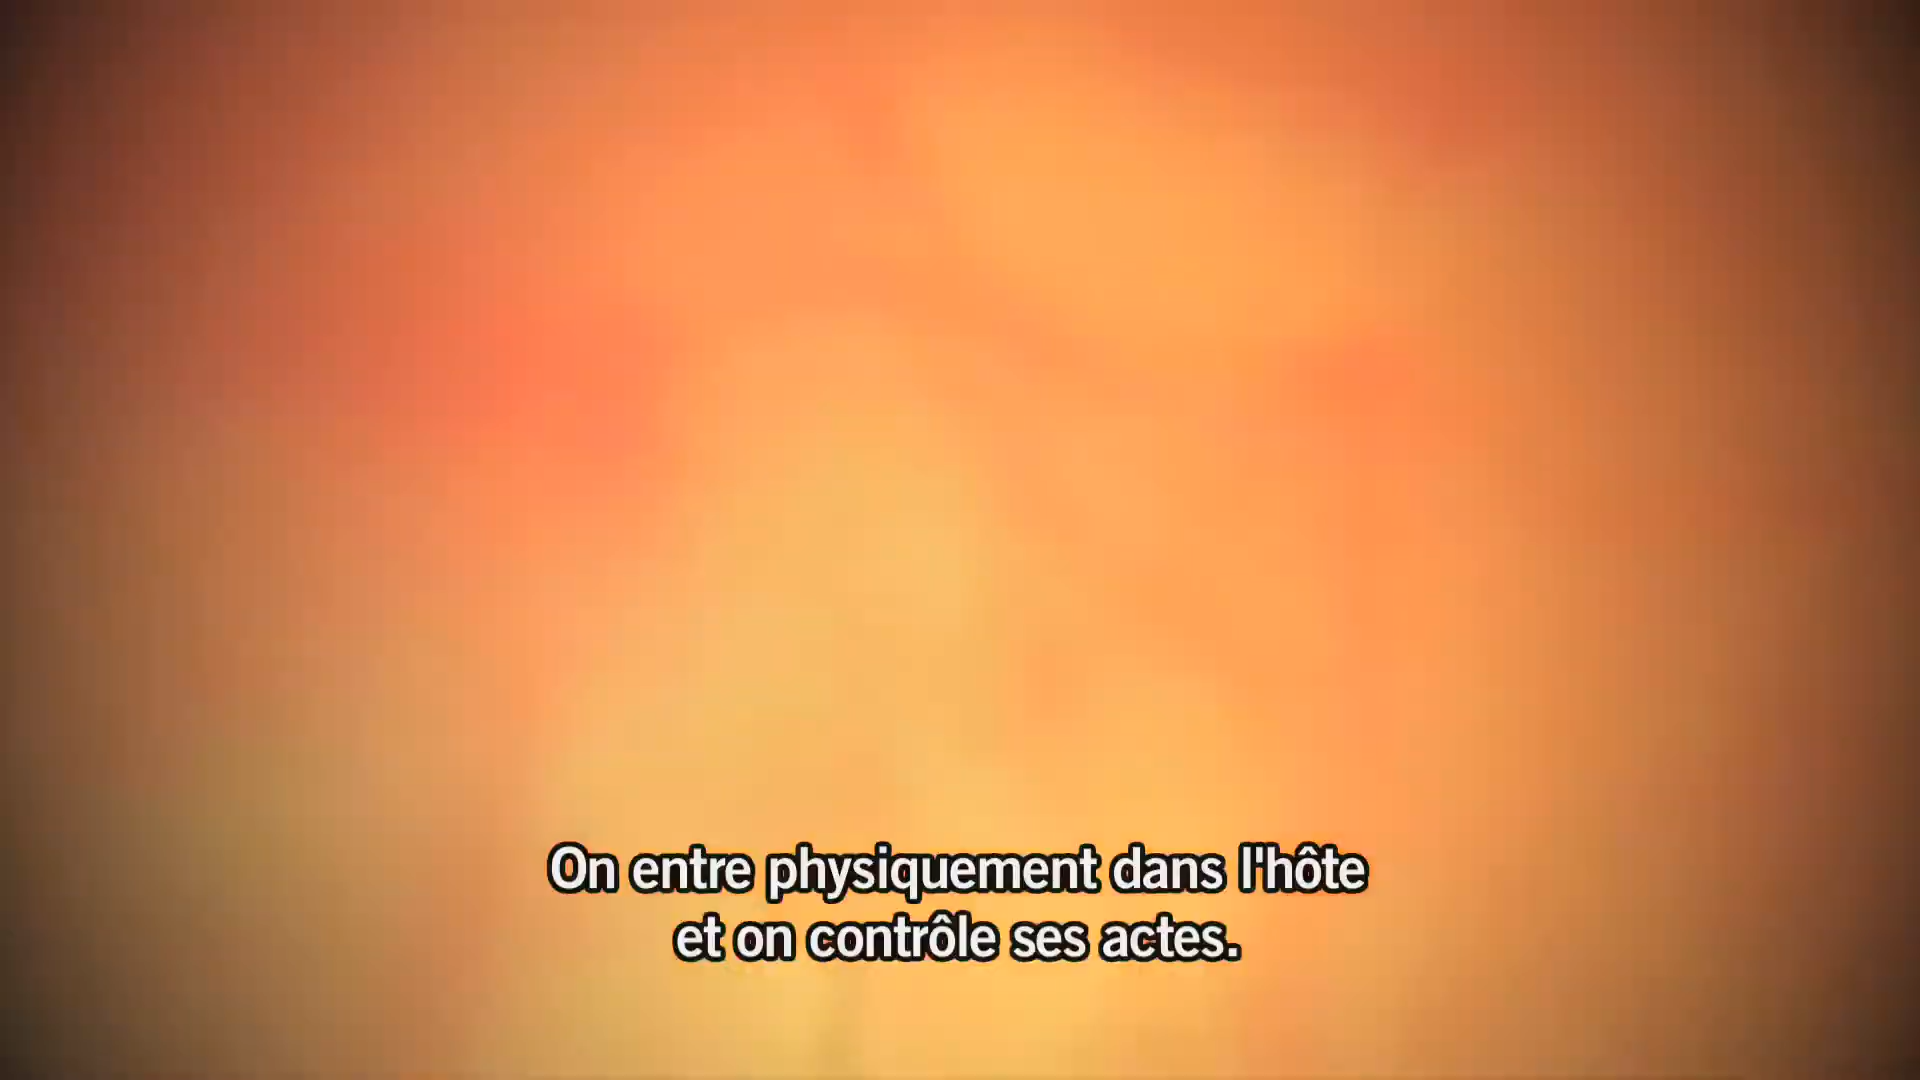 On entre physiquement dans l'hôte
et on contrôle ses actes.